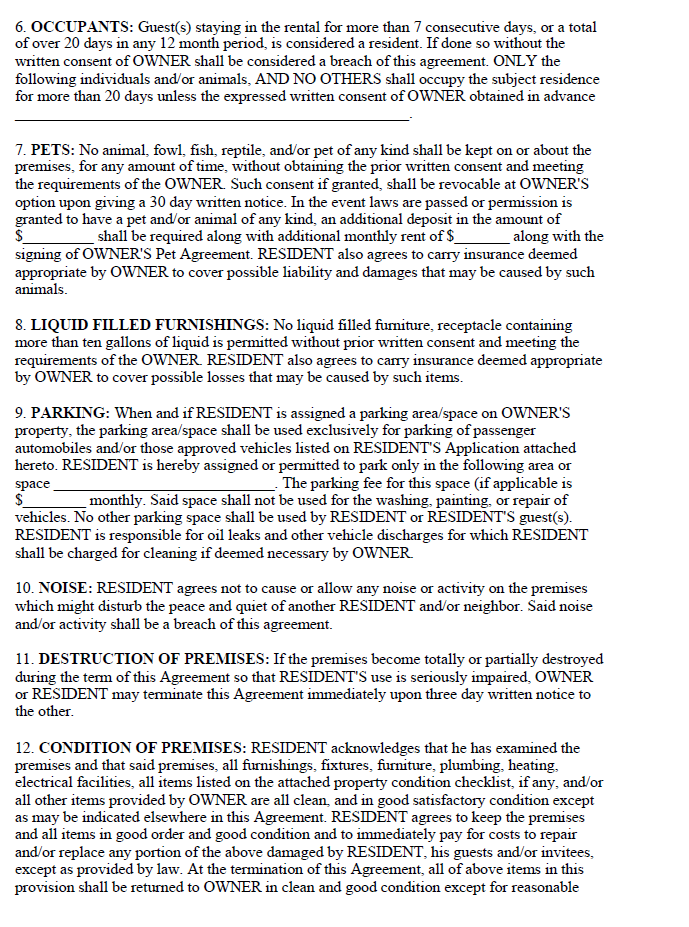 6. OCCUPANTS: Guest(s) staying in the rental for more than 7 consecutive days, or a total
of over 20 days in any 12 month period, is considered a resident. If done so without the
written consent of OWNER shall be considered a breach of this agreement. ONLY the
following individuals and/or animals, AND NO OTHERS shall occupy the subject residence
for more than 20 days unless the expressed written consent of OWNER obtained in advance
________________________________________________________.
7. PETS: No animal, fowl, fish, reptile, and/or pet of any kind shall be kept on or about the
premises, for any amount of time, without obtaining the prior written consent and meeting
the requirements of the OWNER. Such consent if granted, shall be revocable at OWNER'S
option upon giving a 30 day written notice. In the event laws are passed or permission is
granted to have a pet and/or animal of any kind, an additional deposit in the amount of
$__________ shall be required along with additional monthly rent of $________ along with the
signing of OWNER'S Pet Agreement. RESIDENT also agrees to carry insurance deemed
appropriate by OWNER to cover possible liability and damages that may be caused by such
animals.
8. LIQUID FILLED FURNISHINGS: No liquid filled furniture, receptacle containing
more than ten gallons of liquid is permitted without prior written consent and meeting the
requirements of the OWNER. RESIDENT also agrees to carry insurance deemed appropriate
by OWNER to cover possible losses that may be caused by such items.
9. PARKING: When and if RESIDENT is assigned a parking area/space on OWNER'S
property, the parking area/space shall be used exclusively for parking of passenger
automobiles and/or those approved vehicles listed on RESIDENT'S Application attached
hereto. RESIDENT is hereby assigned or permitted to park only in the following area or
space ________________________________. The parking fee for this space (if applicable is
$_________ monthly. Said space shall not be used for the washing, painting, or repair of
vehicles. No other parking space shall be used by RESIDENT or RESIDENT'S guest(s).
RESIDENT is responsible for oil leaks and other vehicle discharges for which RESIDENT
shall be charged for cleaning if deemed necessary by OWNER.
10. NOISE: RESIDENT agrees not to cause or allow any noise or activity on the premises
which might disturb the peace and quiet of another RESIDENT and/or neighbor. Said noise
and/or activity shall be a breach of this agreement.
11. DESTRUCTION OF PREMISES: If the premises become totally or partially destroyed
during the term of this Agreement so that RESIDENT'S use is seriously impaired, OWNER
or RESIDENT may terminate this Agreement immediately upon three day written notice to
the other.
12. CONDITION OF PREMISES: RESIDENT acknowledges that he has examined the
premises and that said premises, all furnishings, fixtures, furniture, plumbing, heating,
electrical facilities, all items listed on the attached property condition checklist, if any, and/or
all other items provided by OWNER are all clean, and in good satisfactory condition except
as may be indicated elsewhere in this Agreement. RESIDENT agrees to keep the premises
and all items in good order and good condition and to immediately pay for costs to repair
and/or replace any portion of the above damaged by RESIDENT, his guests and/or invitees,
except as provided by law. At the termination of this Agreement, all of above items in this
provision shall be returned to OWNER in clean and good condition except for reasonable